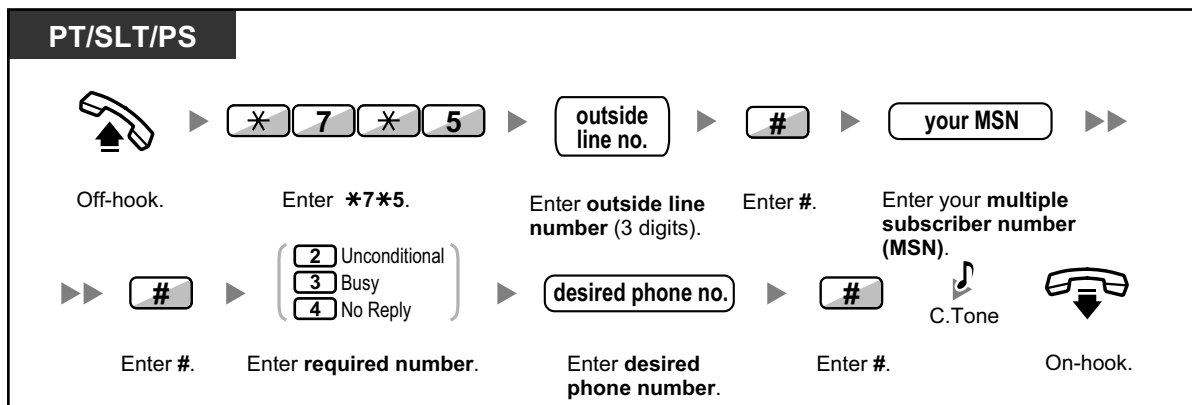 PT/SLT/PS
✳ 7 ✳ 5
outside
line no.
#
your MSN
Off-hook.
Enter ✳7✳5.
Enter outside line
number (3 digits).
Enter #.
Enter your multiple
subscriber number
(MSN).
#
2 Unconditional
3 Busy
4 No Reply
desired phone no.
#
C.Tone
Enter #.
Enter required number.
Enter desired
phone number.
Enter #.
On-hook.